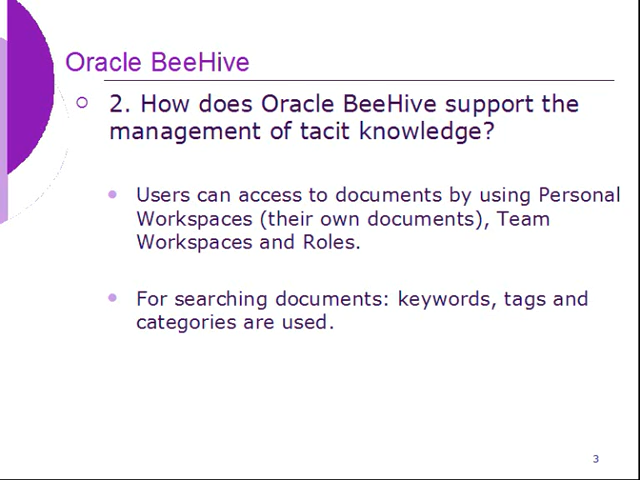 Oracle BeeHive
2. How does Oracle BeeHive support the
management of tacit knowledge?
Users can access to documents by using Personal
Workspaces (their own documents), Team
Workspaces and Roles.
For searching documents: keywords, tags and
categories are used.
3